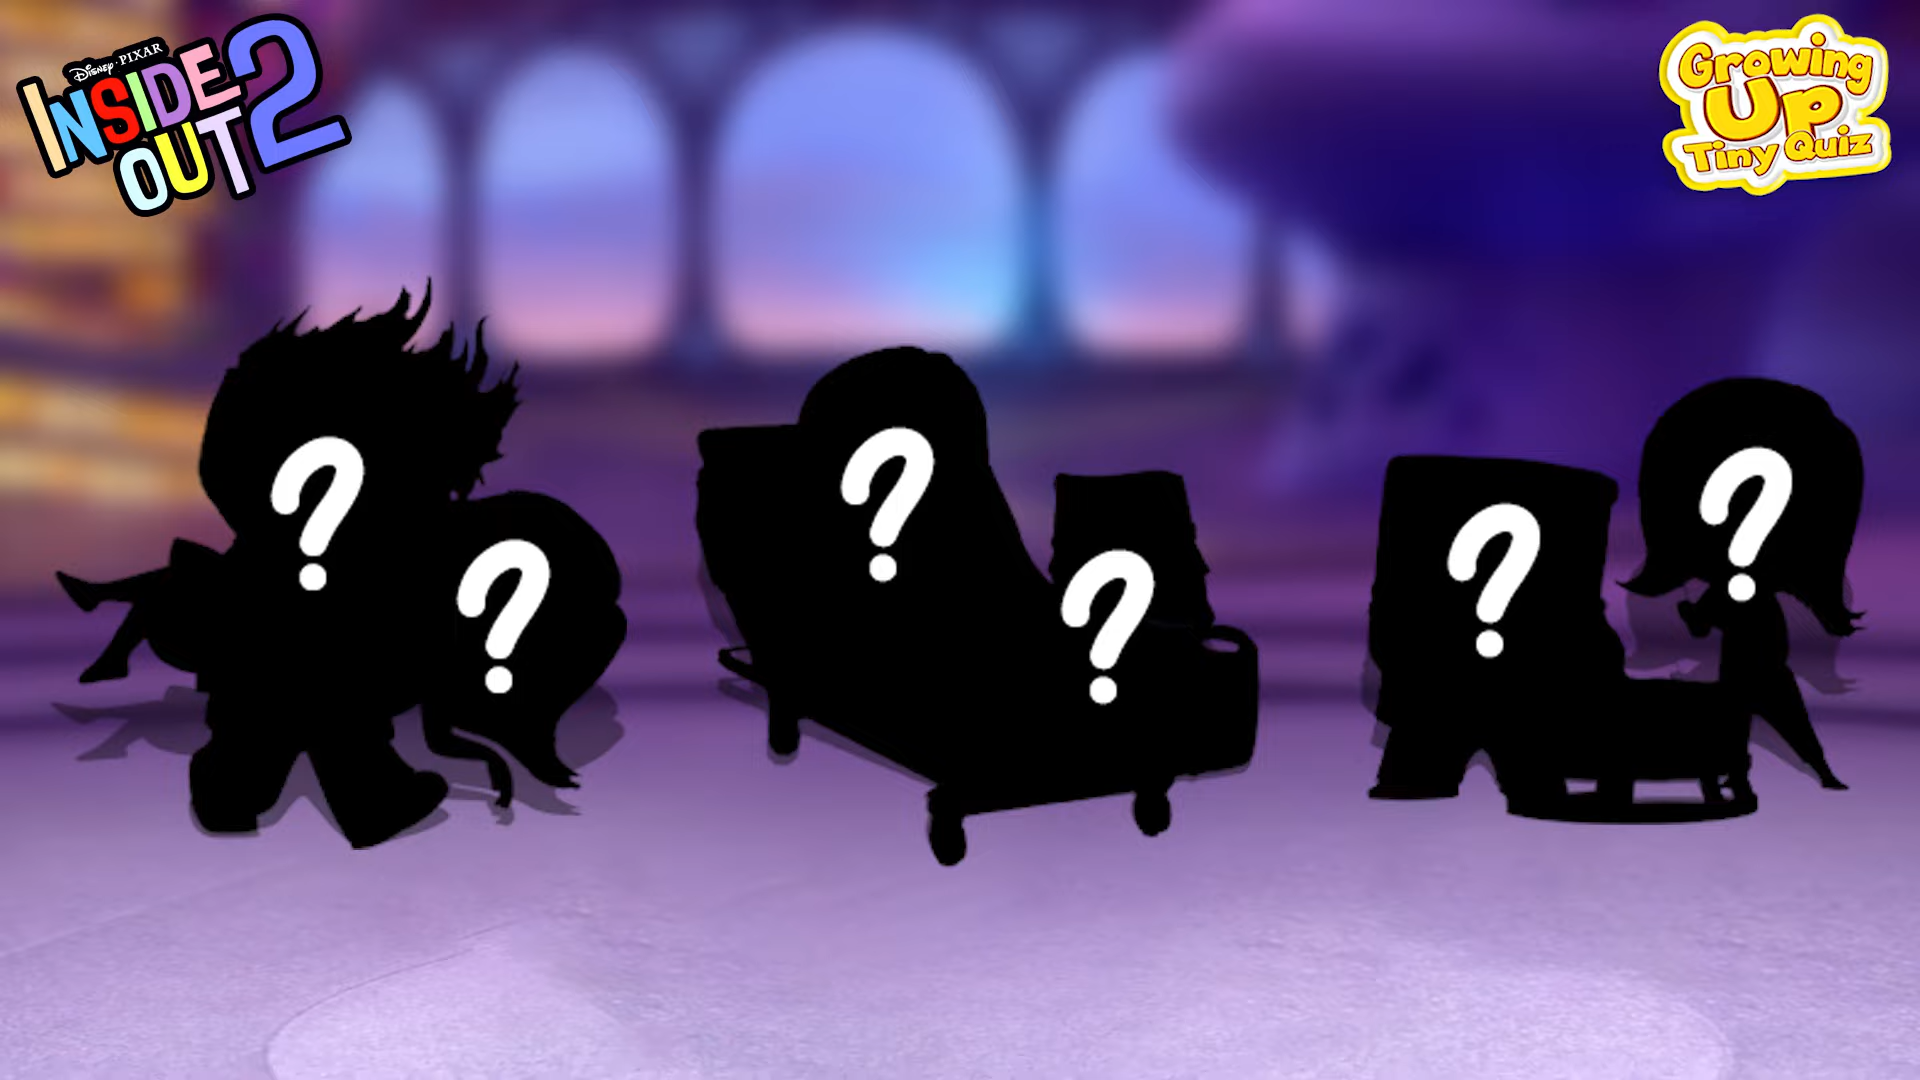 DISNEY · PIXAR
INSIDE
OUT 2
Growing
Up
Tiny Quiz
?
?
?
?
?
?